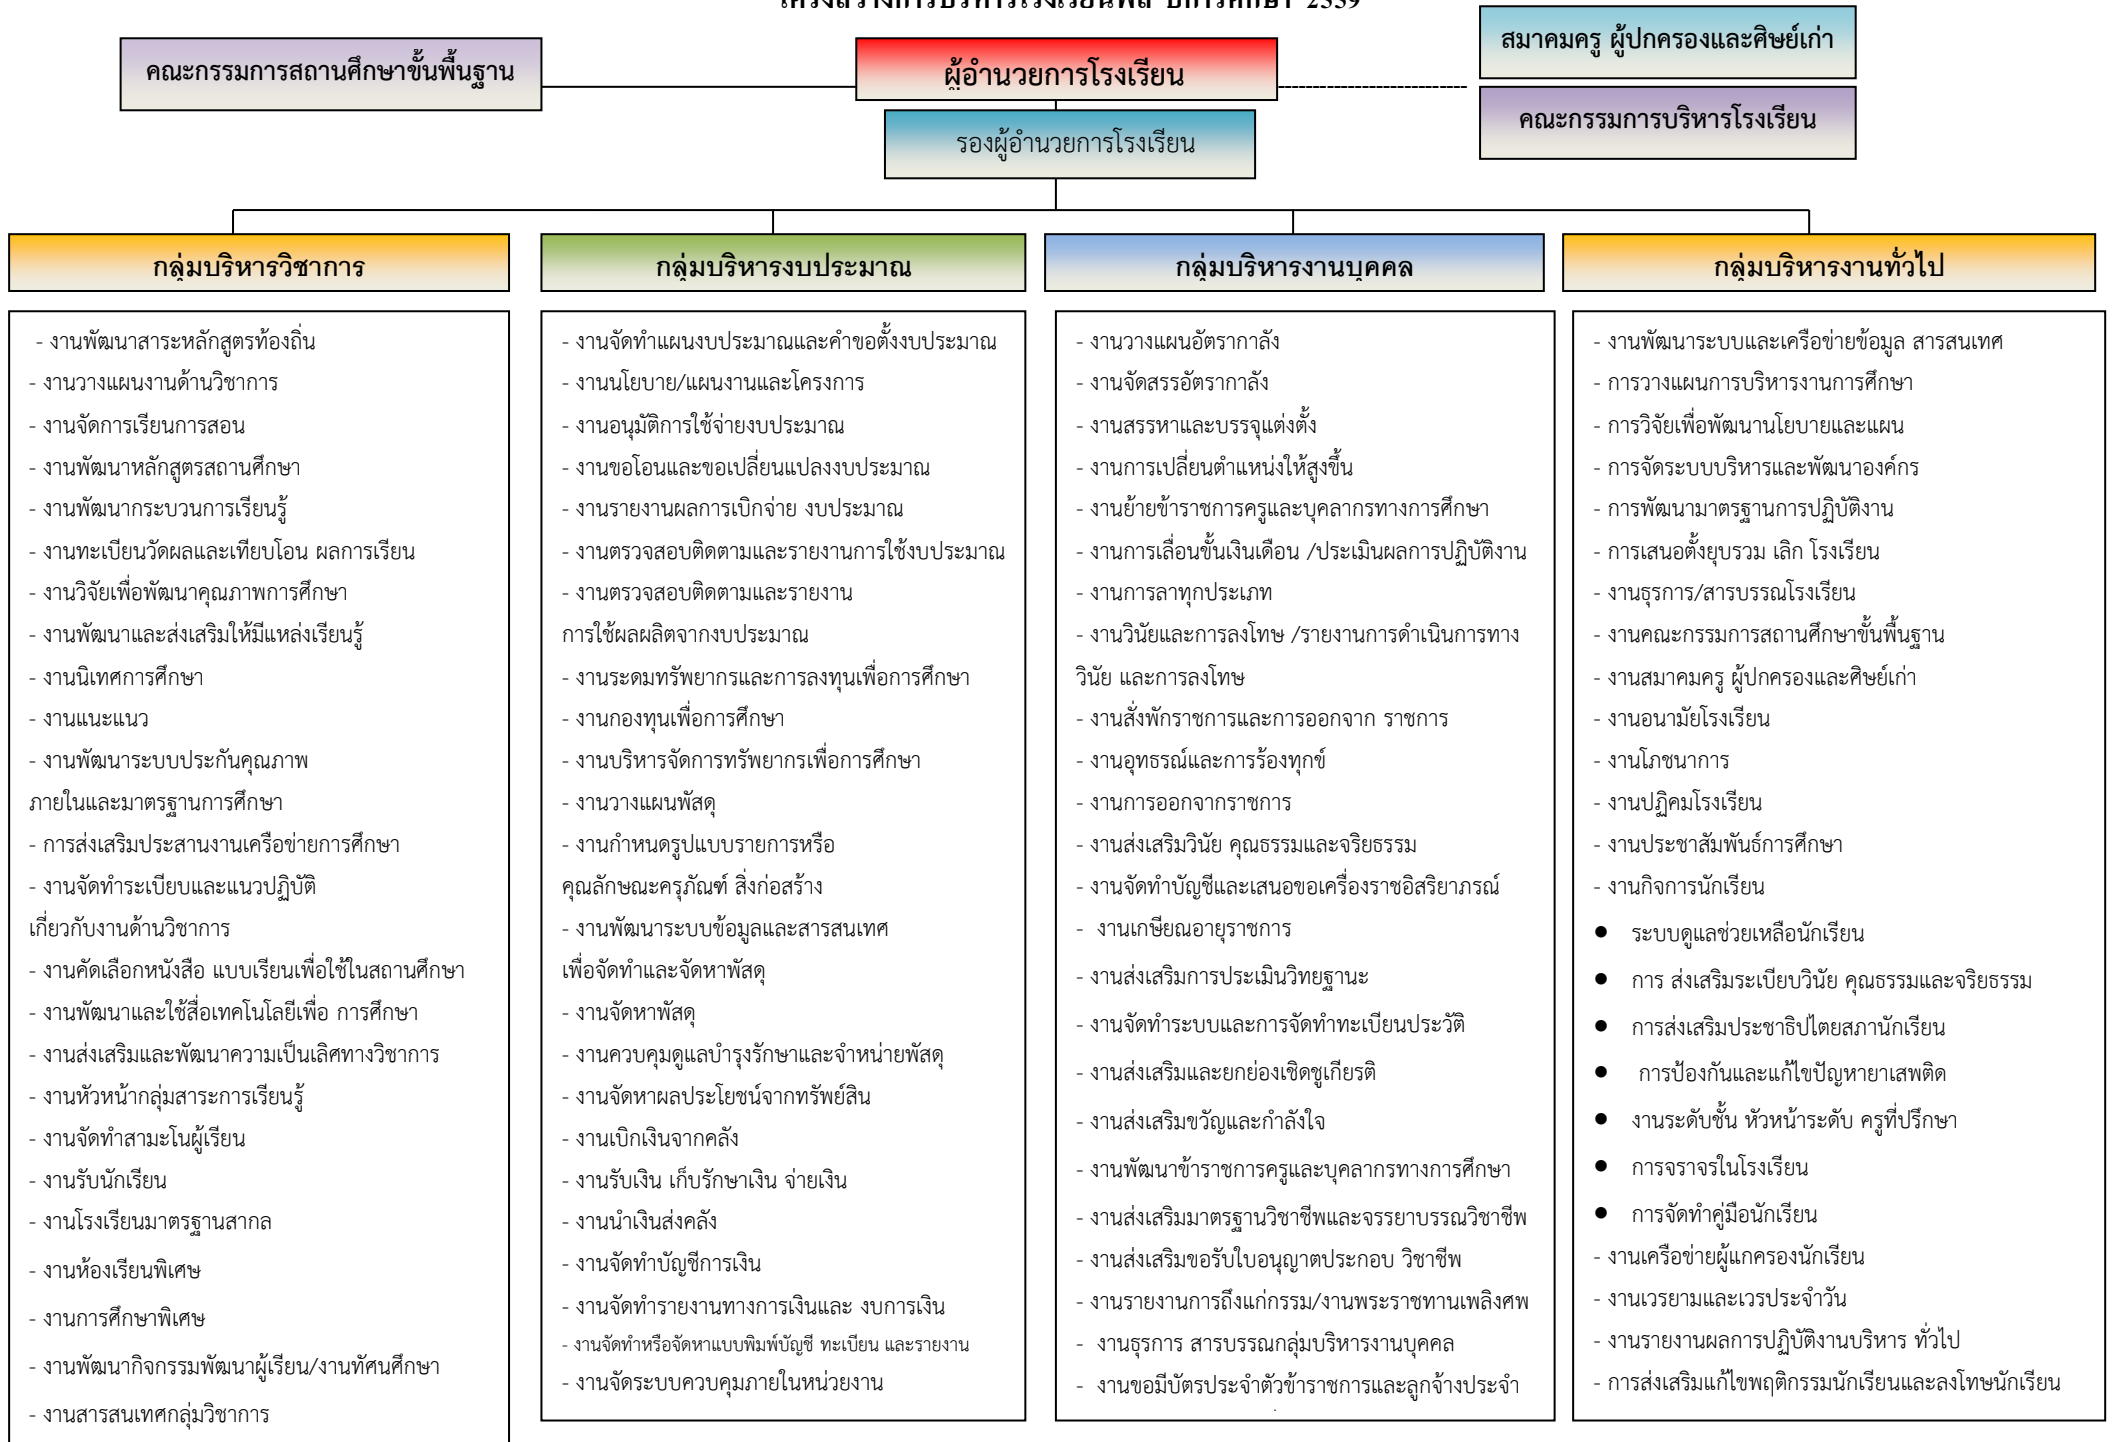 โครงสร้างการบริหารโรงเรียนพล ปีการศึกษา 2559
คณะกรรมการสถานศึกษาขั้นพื้นฐาน
ผู้อำนวยการโรงเรียน
สมาคมครู ผู้ปกครองและศิษย์เก่า
คณะกรรมการบริหารโรงเรียน
รองผู้อำนวยการโรงเรียน
กลุ่มบริหารวิชาการ
- งานพัฒนาสาระหลักสูตรท้องถิ่น
- งานวางแผนงานด้านวิชาการ
- งานจัดการเรียนการสอน
- งานพัฒนาหลักสูตรสถานศึกษา
- งานพัฒนากระบวนการเรียนรู้
- งานทะเบียนวัดผลและเทียบโอน ผลการเรียน
- งานวิจัยเพื่อพัฒนาคุณภาพการศึกษา
- งานพัฒนาและส่งเสริมให้มีแหล่งเรียนรู้
- งานนิเทศการศึกษา
- งานแนะแนว
- งานพัฒนาระบบประกันคุณภาพ
ภายในและมาตรฐานการศึกษา
- การส่งเสริมประสานงานเครือข่ายการศึกษา
- งานจัดทำระเบียบและแนวปฏิบัติ
เกี่ยวกับงานด้านวิชาการ
- งานคัดเลือกหนังสือ แบบเรียนเพื่อใช้ในสถานศึกษา
- งานพัฒนาและใช้สื่อเทคโนโลยีเพื่อ การศึกษา
- งานส่งเสริมและพัฒนาความเป็นเลิศทางวิชาการ
- งานหัวหน้ากลุ่มสาระการเรียนรู้
- งานจัดทำสามะโนผู้เรียน
- งานรับนักเรียน
- งานโรงเรียนมาตรฐานสากล
- งานห้องเรียนพิเศษ
- งานการศึกษาพิเศษ
- งานพัฒนากิจกรรมพัฒนาผู้เรียน/งานทัศนศึกษา
- งานสารสนเทศกลุ่มวิชาการ
กลุ่มบริหารงบประมาณ
- งานจัดทำแผนงบประมาณและคำขอตั้งงบประมาณ
- งานนโยบาย/แผนงานและโครงการ
- งานอนุมัติการใช้จ่ายงบประมาณ
- งานขอโอนและขอเปลี่ยนแปลงงบประมาณ
- งานรายงานผลการเบิกจ่าย งบประมาณ
- งานตรวจสอบติดตามและรายงานการใช้งบประมาณ
- งานตรวจสอบติดตามและรายงาน
การใช้ผลผลิตจากงบประมาณ
- งานระดมทรัพยากรและการลงทุนเพื่อการศึกษา
- งานกองทุนเพื่อการศึกษา
- งานบริหารจัดการทรัพยากรเพื่อการศึกษา
- งานวางแผนพัสดุ
- งานกำหนดรูปแบบรายการหรือ
คุณลักษณะครุภัณฑ์ สิ่งก่อสร้าง
- งานพัฒนาระบบข้อมูลและสารสนเทศ
เพื่อจัดทำและจัดหาพัสดุ
- งานจัดหาพัสดุ
- งานควบคุมดูแลบำรุงรักษาและจำหน่ายพัสดุ
- งานจัดหาผลประโยชน์จากทรัพย์สิน
- งานเบิกเงินจากคลัง
- งานรับเงิน เก็บรักษาเงิน จ่ายเงิน
- งานนำเงินส่งคลัง
- งานจัดทำบัญชีการเงิน
- งานจัดทำรายงานทางการเงินและ งบการเงิน
- งานจัดทำหรือจัดหาแบบพิมพ์บัญชี ทะเบียน และรายงาน
- งานจัดระบบควบคุมภายในหน่วยงาน
กลุ่มบริหารงานบุคคล
- งานวางแผนอัตรากาลัง
- งานจัดสรรอัตรากาลัง
- งานสรรหาและบรรจุแต่งตั้ง
- งานการเปลี่ยนตำแหน่งให้สูงขึ้น
- งานย้ายข้าราชการครูและบุคลากรทางการศึกษา
- งานการเลื่อนขั้นเงินเดือน /ประเมินผลการปฏิบัติงาน
- งานการลาทุกประเภท
- งานวินัยและการลงโทษ /รายงานการดำเนินการทาง
วินัย และการลงโทษ
- งานสั่งพักราชการและการออกจาก ราชการ
- งานอุทธรณ์และการร้องทุกข์
- งานการออกจากราชการ
- งานส่งเสริมวินัย คุณธรรมและจริยธรรม
- งานจัดทำบัญชีและเสนอขอเครื่องราชอิสริยาภรณ์
- งานเกษียณอายุราชการ
- งานส่งเสริมการประเมินวิทยฐานะ
- งานจัดทำระบบและการจัดทำทะเบียนประวัติ
- งานส่งเสริมและยกย่องเชิดชูเกียรติ
- งานส่งเสริมขวัญและกำลังใจ
- งานพัฒนาข้าราชการครูและบุคลากรทางการศึกษา
- งานส่งเสริมมาตรฐานวิชาชีพและจรรยาบรรณวิชาชีพ
- งานส่งเสริมขอรับใบอนุญาตประกอบ วิชาชีพ
- งานรายงานการถึงแก่กรรม/งานพระราชทานเพลิงศพ
- งานธุรการ สารบรรณกลุ่มบริหารงานบุคคล
- งานขอมีบัตรประจำตัวข้าราชการและลูกจ้างประจำ
กลุ่มบริหารงานทั่วไป
- งานพัฒนาระบบและเครือข่ายข้อมูล สารสนเทศ
- การวางแผนการบริหารงานการศึกษา
- การวิจัยเพื่อพัฒนานโยบายและแผน
- การจัดระบบบริหารและพัฒนาองค์กร
- การพัฒนามาตรฐานการปฏิบัติงาน
- การเสนอตั้งยุบรวม เลิก โรงเรียน
- งานธุรการ/สารบรรณโรงเรียน
- งานคณะกรรมการสถานศึกษาขั้นพื้นฐาน
- งานสมาคมครู ผู้ปกครองและศิษย์เก่า
- งานอนามัยโรงเรียน
- งานโภชนาการ
- งานปฏิคมโรงเรียน
- งานประชาสัมพันธ์การศึกษา
- งานกิจการนักเรียน
● ระบบดูแลช่วยเหลือนักเรียน
● การ ส่งเสริมระเบียบวินัย คุณธรรมและจริยธรรม
● การส่งเสริมประชาธิปไตยสภานักเรียน
● การป้องกันและแก้ไขปัญหายาเสพติด
● งานระดับชั้น หัวหน้าระดับ ครูที่ปรึกษา
● การจราจรในโรงเรียน
● การจัดทำคู่มือนักเรียน
- งานเครือข่ายผู้แกครองนักเรียน
- งานเวรยามและเวรประจำวัน
- งานรายงานผลการปฏิบัติงานบริหาร ทั่วไป
- การส่งเสริมแก้ไขพฤติกรรมนักเรียนและลงโทษนักเรียน